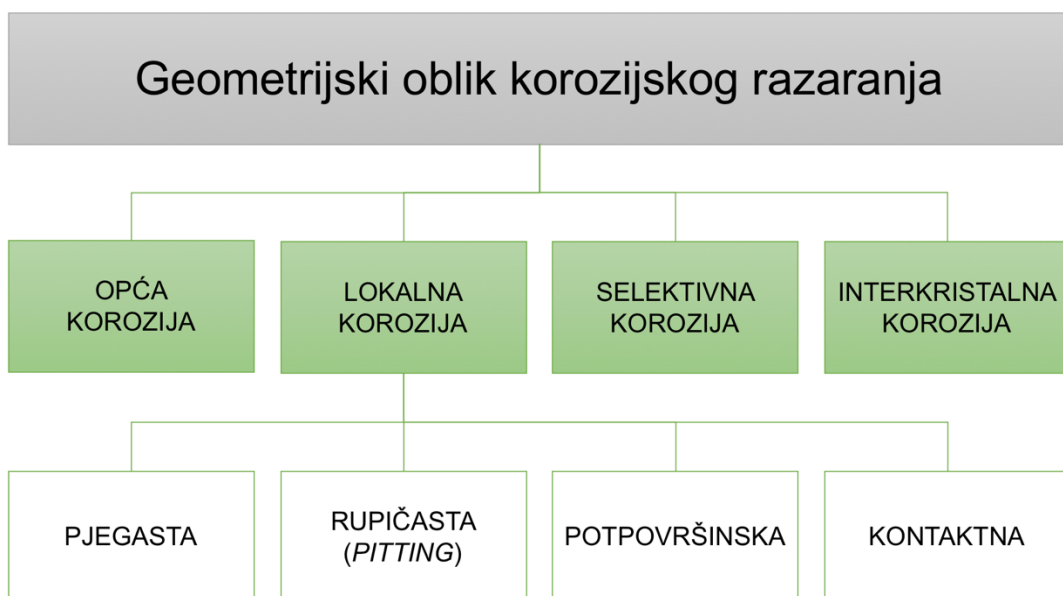 Geometrijski oblik korozijskog razaranja
OPĆA
KOROZIJA
LOKALNA
KOROZIJA
SELEKTIVNA
KOROZIJA
INTERKRISTALNA
KOROZIJA
PJEGASTA
RUPIČASTA
(PITTING)
POTPOVRŠINSKA
KONTAKTNA